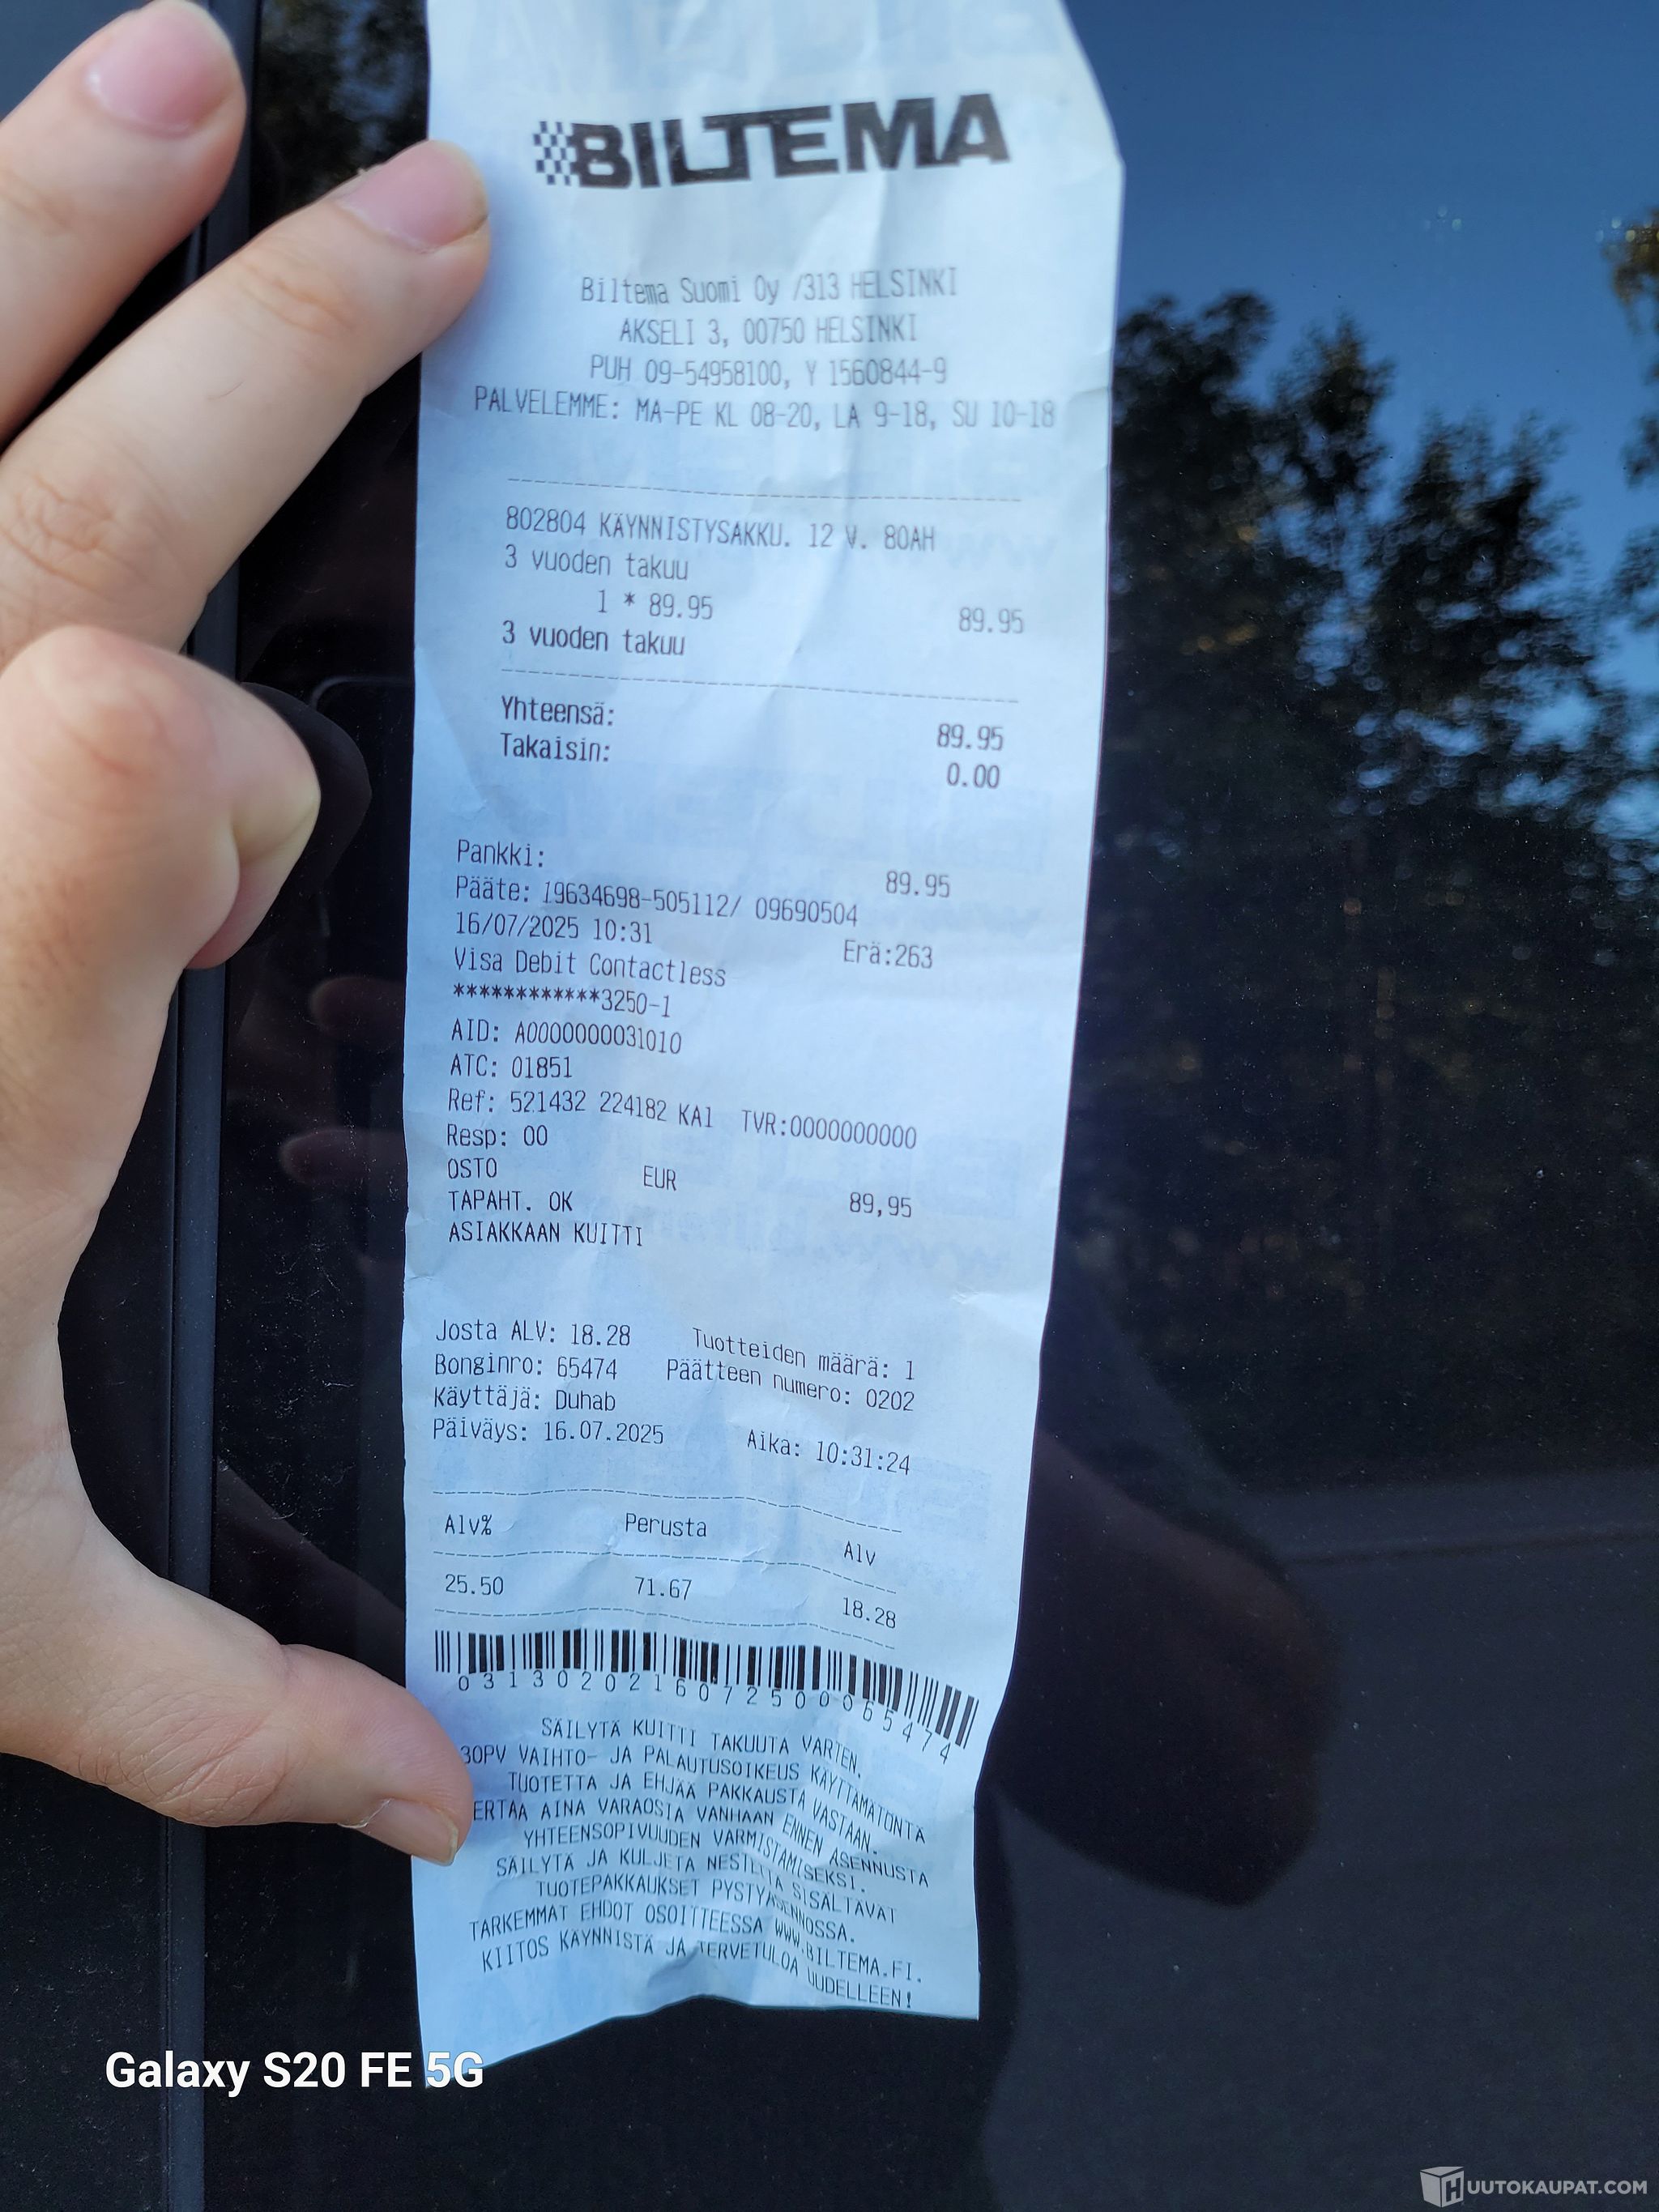 BILTEMA
Biltema Suomi Oy /313 HELSINKI
AKSELI 3, 00750 HELSINKI
PUH 09-54958100, Y 1560844-9
PALVELEMME: MA-PE KL 08-20, LA 9-18, SU 10-18
802804 KÄYNNISTYSAKKU. 12 V. 80AH
3 vuoden takuu
1 * 89.95 89.95
3 vuoden takuu
Yhteensä: 89.95
Takaisin: 0.00
Pankki: 89.95
Pääte: 19634698-505112/ 09690504
16/07/2025 10:31 Erä:263
Visa Debit Contactless
************3250-1
AID: A0000000031010
ATC: 01851
Ref: 521432 224182 KA1 TVR:0000000000
Resp: 00
OSTO EUR 89,95
TAPAHT. OK
ASIAKKAAN KUITTI
Josta ALV: 18.28 Tuotteiden määrä: 1
Bonginro: 65474 Päätteen numero: 0202
Käyttäjä: Duhab
Päiväys: 16.07.2025 Aika: 10:31:24
Alv% Perusta Alv
25.50 71.67 18.28
03130202160725000065474
SÄILYTÄ KUITTI TAKUUTA VARTEN.
30PV VAIHTO- JA PALAUTUSOIKEUS KÄYTTÄMÄTÖNTÄ
TUOTETTA JA EHJÄÄ PAKKAUSTA VASTAAN.
ERTAA AINA VARAOSIA VANHAAN ENNEN ASENNUSTA
YHTEENSOPIVUUDEN VARMISTAMISEKSI.
SÄILYTÄ JA KULJETA NESTEITÄ SISÄLTÄVÄT
TUOTEPAKKAUKSET PYSTYASENNOSSA.
TARKEMMAT EHDOT OSOITTEESSA WWW.BILTEMA.FI.
KIITOS KÄYNNISTÄ JA TERVETULOA UUDELLEEN!
Galaxy S20 FE 5G
HUUTOKAUPAT.COM